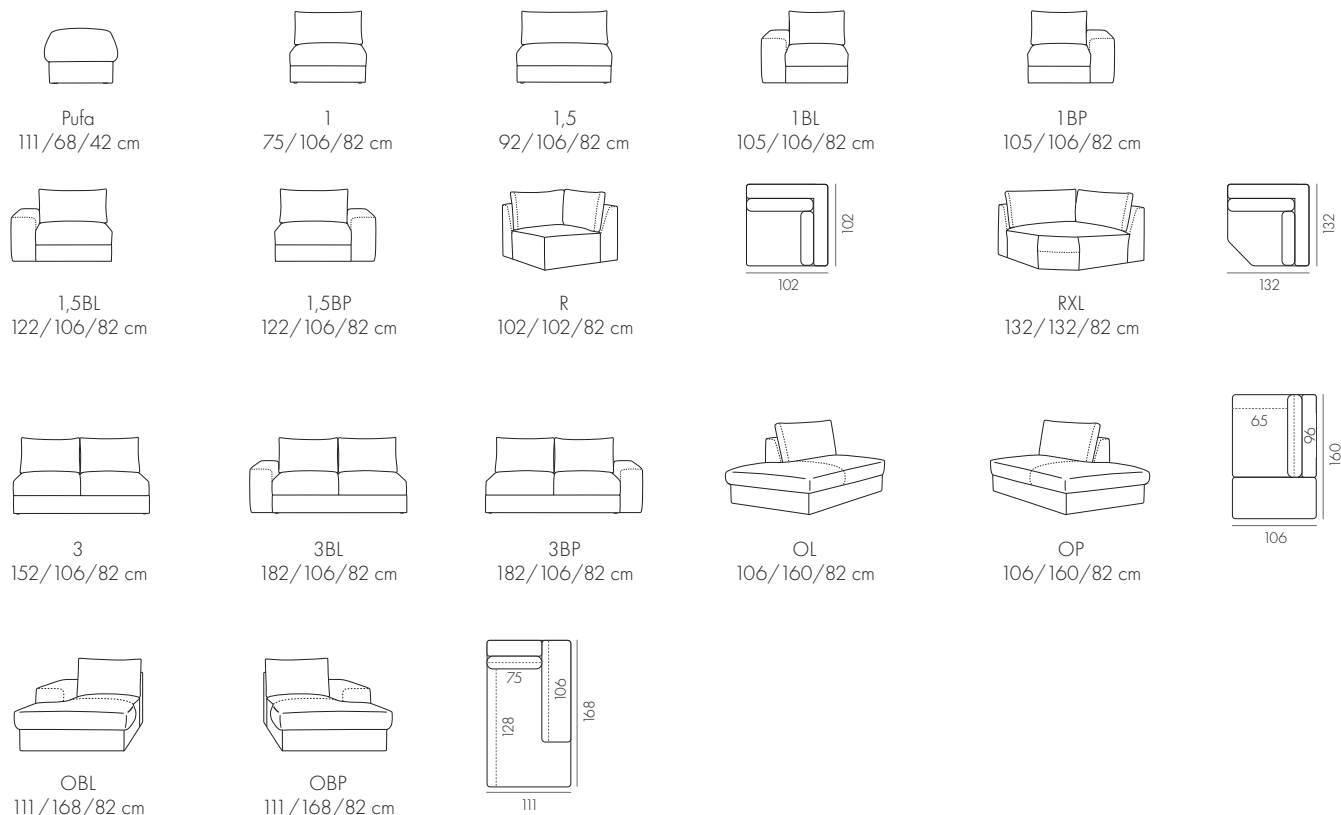 Pufa
111/68/42 cm
1
75/106/82 cm
1,5
92/106/82 cm
1BL
105/106/82 cm
1BP
105/106/82 cm
1,5BL
122/106/82 cm
1,5BP
122/106/82 cm
R
102/102/82 cm
102
102
RXL
132/132/82 cm
132
132
3
152/106/82 cm
3BL
182/106/82 cm
3BP
182/106/82 cm
OL
106/160/82 cm
OP
106/160/82 cm
65
96
160
106
OBL
111/168/82 cm
OBP
111/168/82 cm
75
106
128
168
111